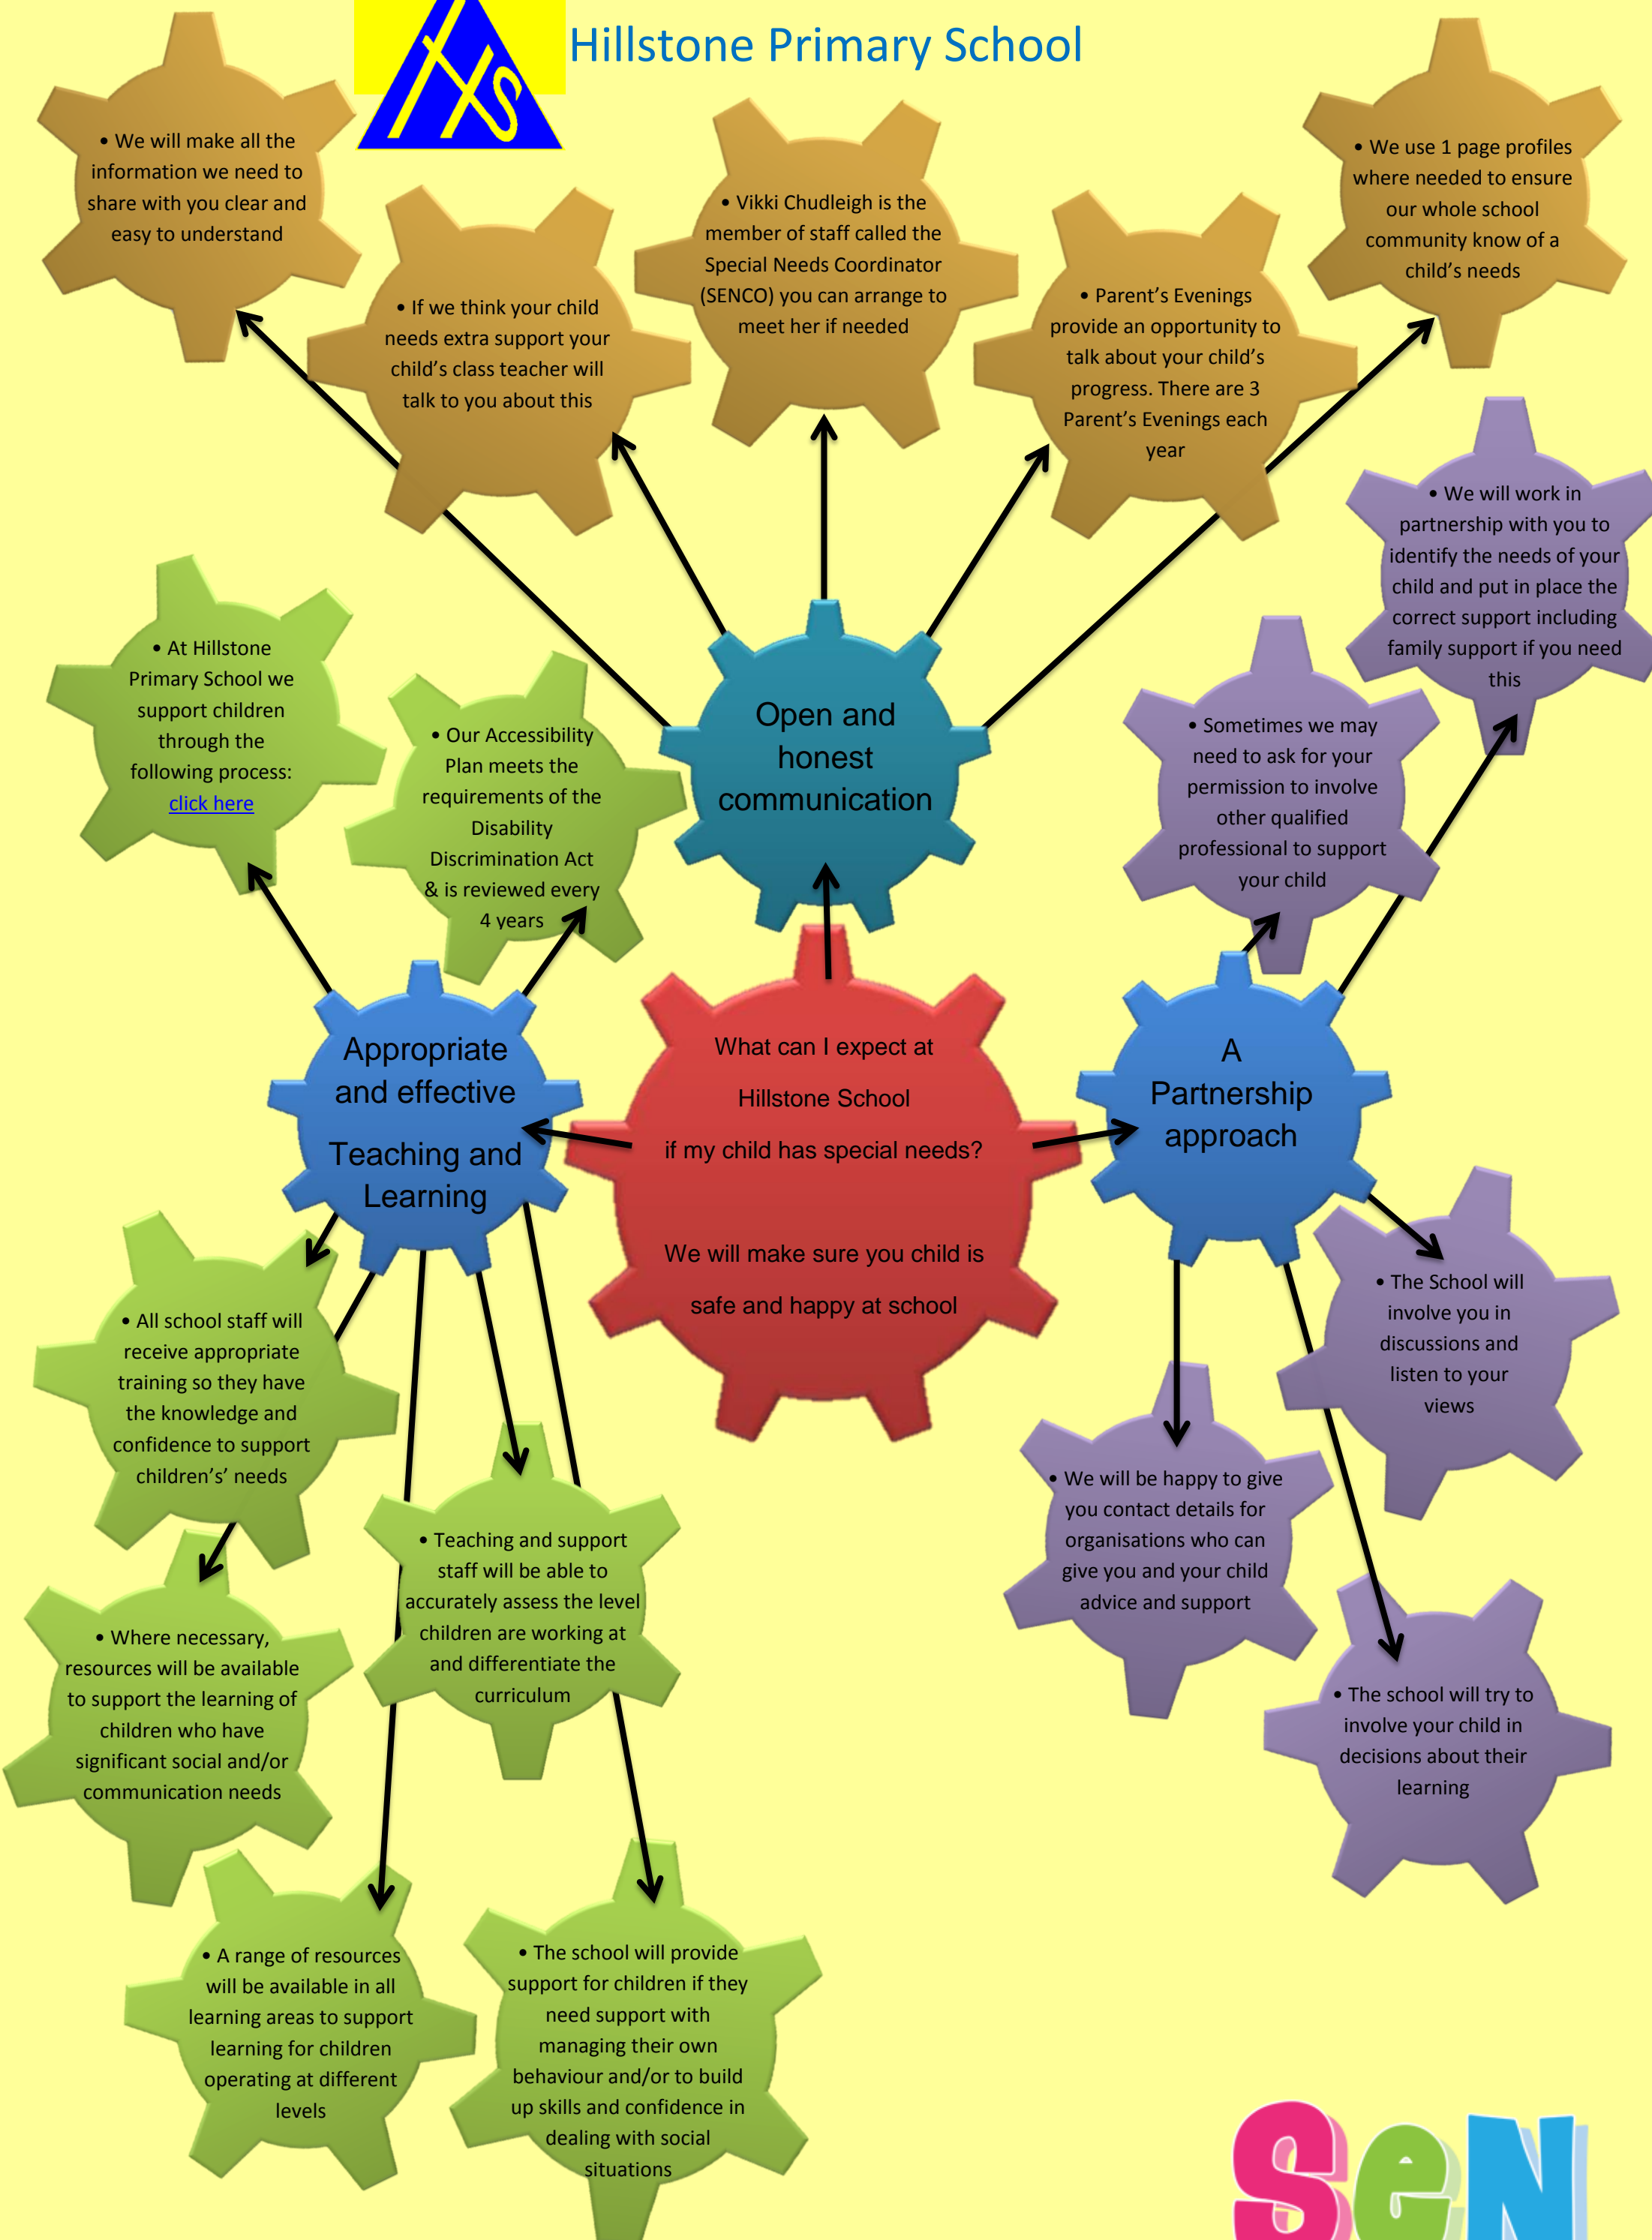 HS
Hillstone Primary School
• We will make all the
information we need to
share with you clear and
easy to understand
• If we think your child
needs extra support your
child’s class teacher will
talk to you about this
• Vikki Chudleigh is the
member of staff called the
Special Needs Coordinator
(SENCO) you can arrange to
meet her if needed
• Parent’s Evenings
provide an opportunity to
talk about your child’s
progress. There are 3
Parent’s Evenings each
year
• We use 1 page profiles
where needed to ensure
our whole school
community know of a
child’s needs
• We will work in
partnership with you to
identify the needs of your
child and put in place the
correct support including
family support if you need
this
• At Hillstone
Primary School we
support children
through the
following process:
click here
• Our Accessibility
Plan meets the
requirements of the
Disability
Discrimination Act
& is reviewed every
4 years
Open and
honest
communication
• Sometimes we may
need to ask for your
permission to involve
other qualified
professional to support
your child
Appropriate
and effective
Teaching and
Learning
What can I expect at
Hillstone School
if my child has special needs?
We will make sure you child is
safe and happy at school
A
Partnership
approach
• All school staff will
receive appropriate
training so they have
the knowledge and
confidence to support
children’s’ needs
• The School will
involve you in
discussions and
listen to your
views
• Teaching and support
staff will be able to
accurately assess the level
children are working at
and differentiate the
curriculum
• We will be happy to give
you contact details for
organisations who can
give you and your child
advice and support
• Where necessary,
resources will be available
to support the learning of
children who have
significant social and/or
communication needs
• The school will try to
involve your child in
decisions about their
learning
• A range of resources
will be available in all
learning areas to support
learning for children
operating at different
levels
• The school will provide
support for children if they
need support with
managing their own
behaviour and/or to build
up skills and confidence in
dealing with social
situations
SeN